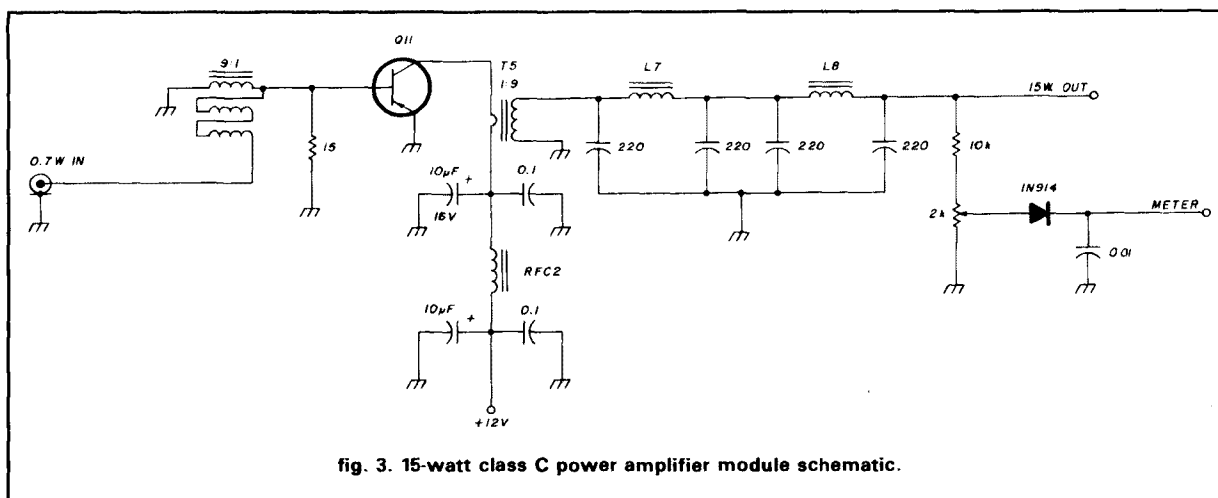 Q11
9:1
T5
1:9
L7
L8
15W OUT
15
220
220
220
220
10k
0.7W IN
10µF +
16V
0.1
1N914
METER
2k
0.01
RFC2
10µF +
0.1
+12V
fig. 3. 15-watt class C power amplifier module schematic.